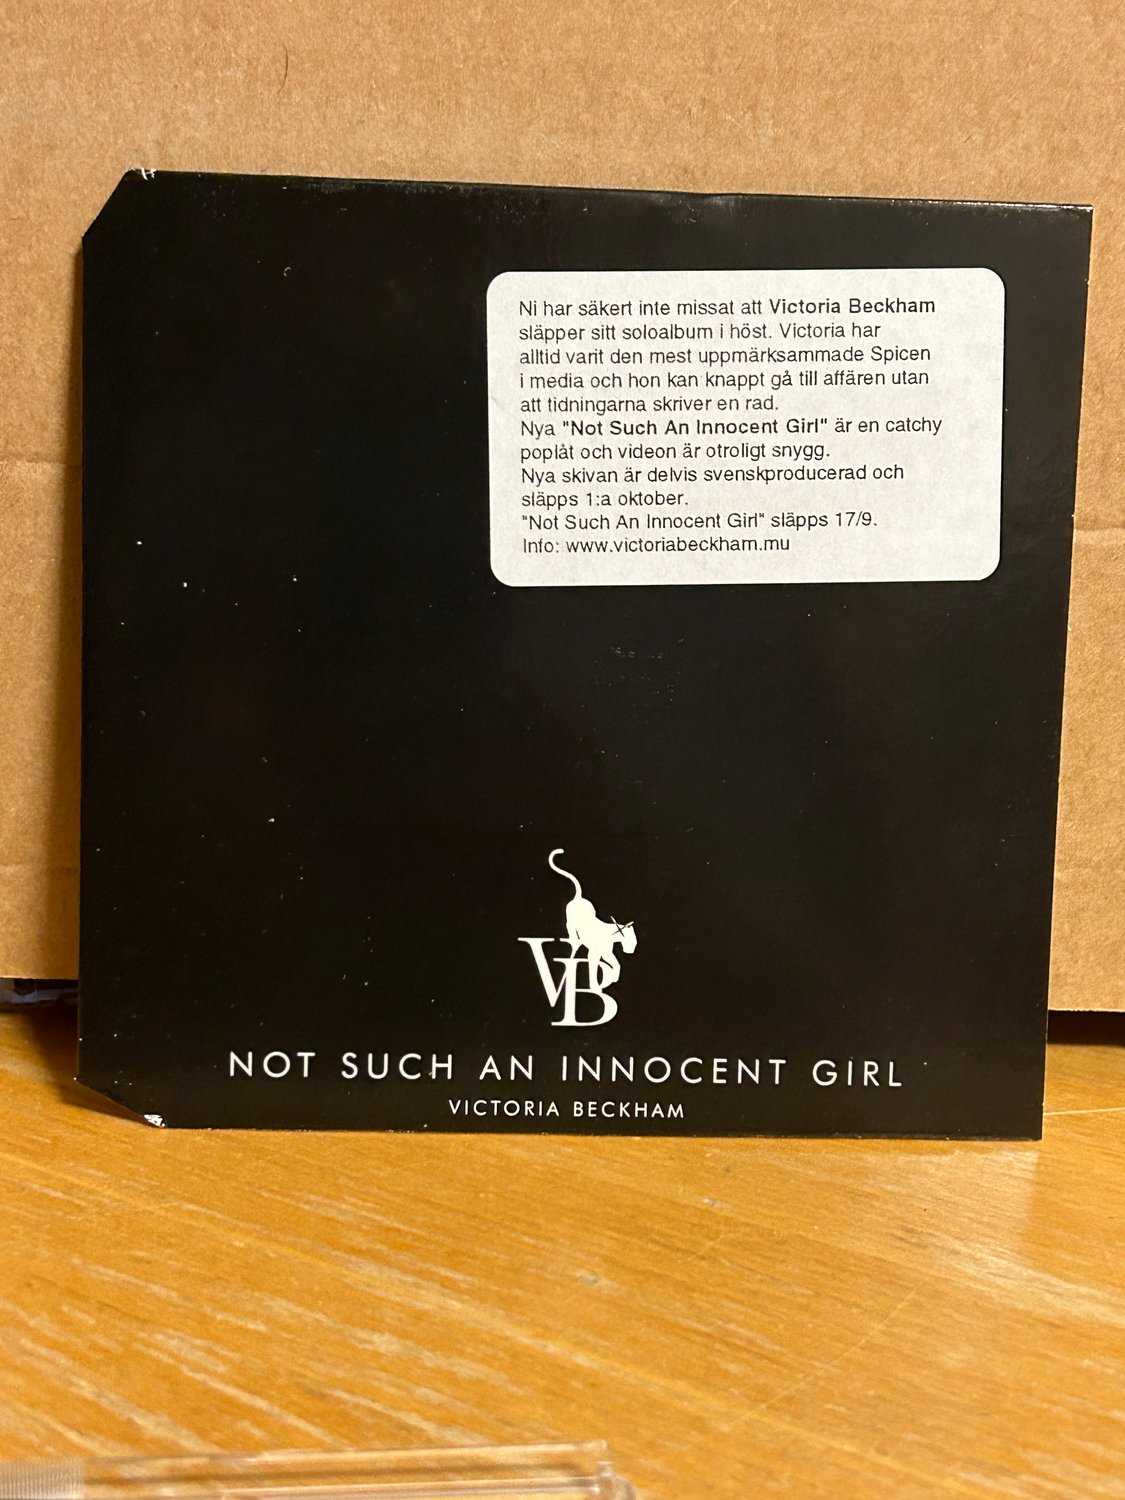 Ni har säkert inte missat att Victoria Beckham
släpper sitt soloalbum i höst. Victoria har
alltid varit den mest uppmärksammade Spicen
i media och hon kan knappt gå till affären utan
att tidningarna skriver en rad.
Nya "Not Such An Innocent Girl" är en catchy
poplåt och videon är otroligt snygg.
Nya skivan är delvis svenskproducerad och
släpps 1:a oktober.
"Not Such An Innocent Girl" släpps 17/9.
Info: www.victoriabeckham.mu
VB
NOT SUCH AN INNOCENT GIRL
VICTORIA BECKHAM